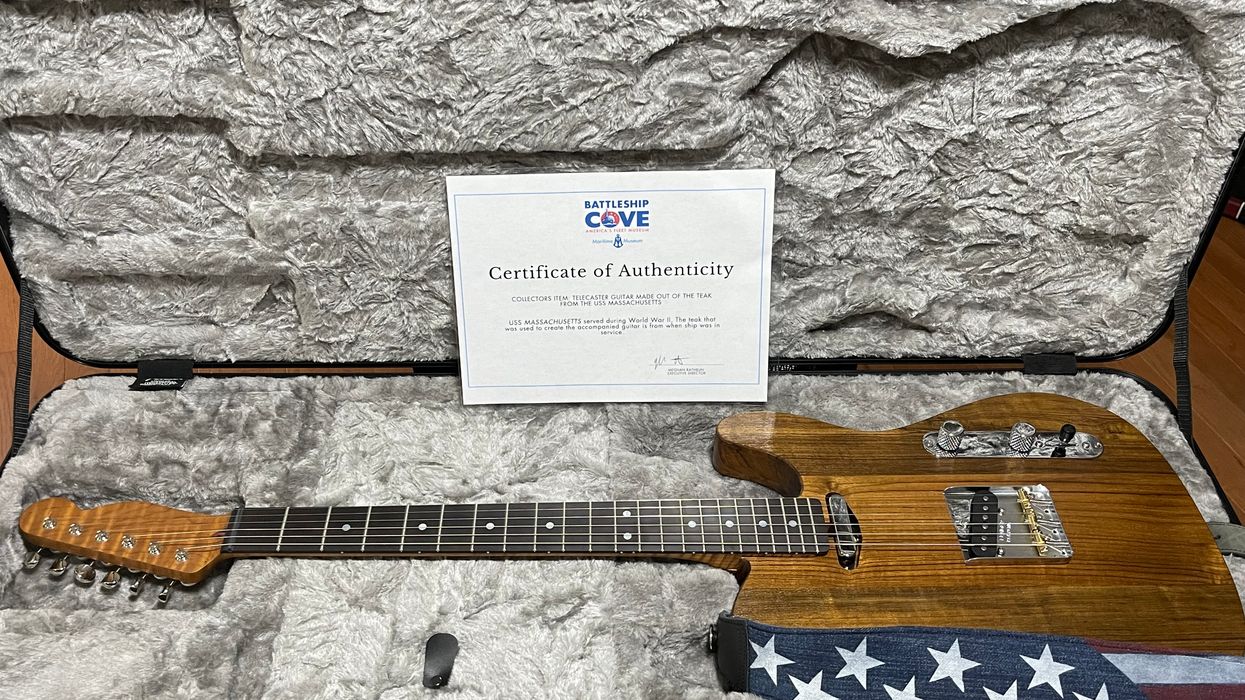 BATTLESHIP
COVE
AMERICA'S FLEET MUSEUM
Maritime Museum
Certificate of Authenticity
COLLECTORS ITEM: TELECASTER GUITAR MADE OUT OF THE TEAK
FROM THE USS MASSACHUSETTS
USS MASSACHUSETTS served during World War II, The teak that
was used to create the accompanied guitar is from when ship was in
service.
MEGHAN RATHBUN
EXECUTIVE DIRECTOR